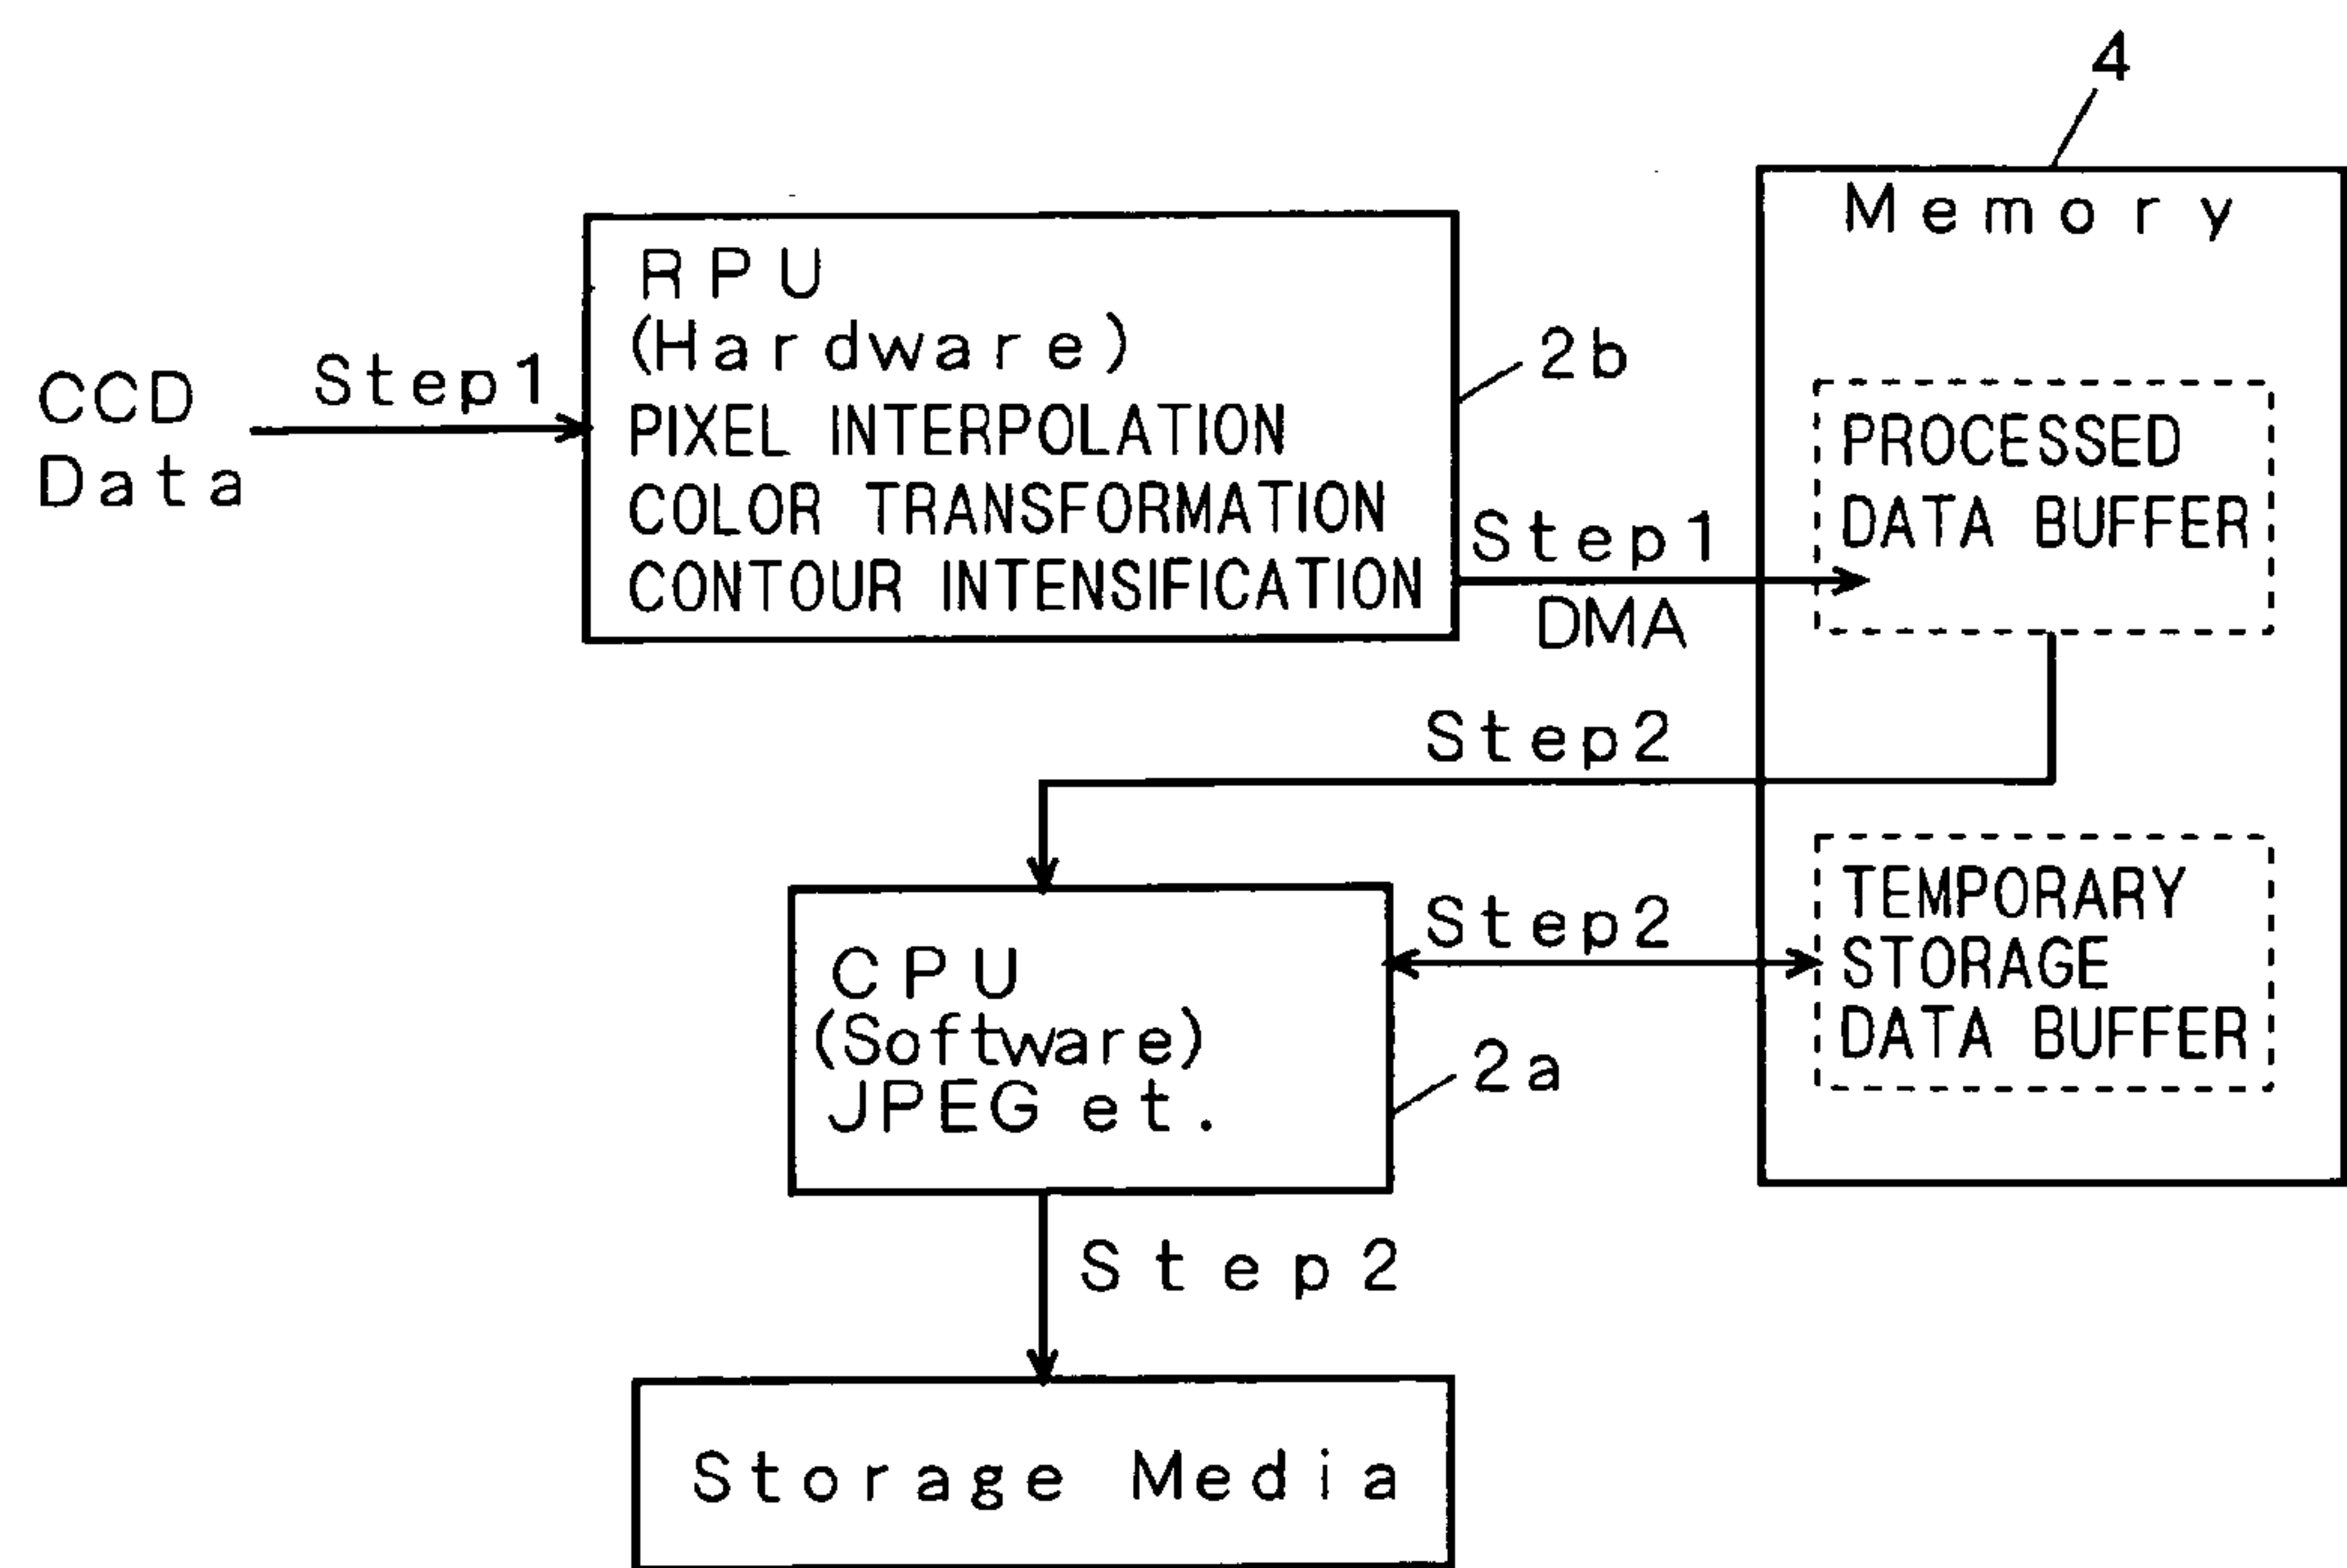 4
Memory
RPU
(Hardware)
PIXEL INTERPOLATION
COLOR TRANSFORMATION
CONTOUR INTENSIFICATION
2b
CCD
Data
Step1
Step1
DMA
PROCESSED
DATA BUFFER
Step2
Step2
TEMPORARY
STORAGE
DATA BUFFER
CPU
(Software)
JPEG et.
2a
Step2
Storage Media